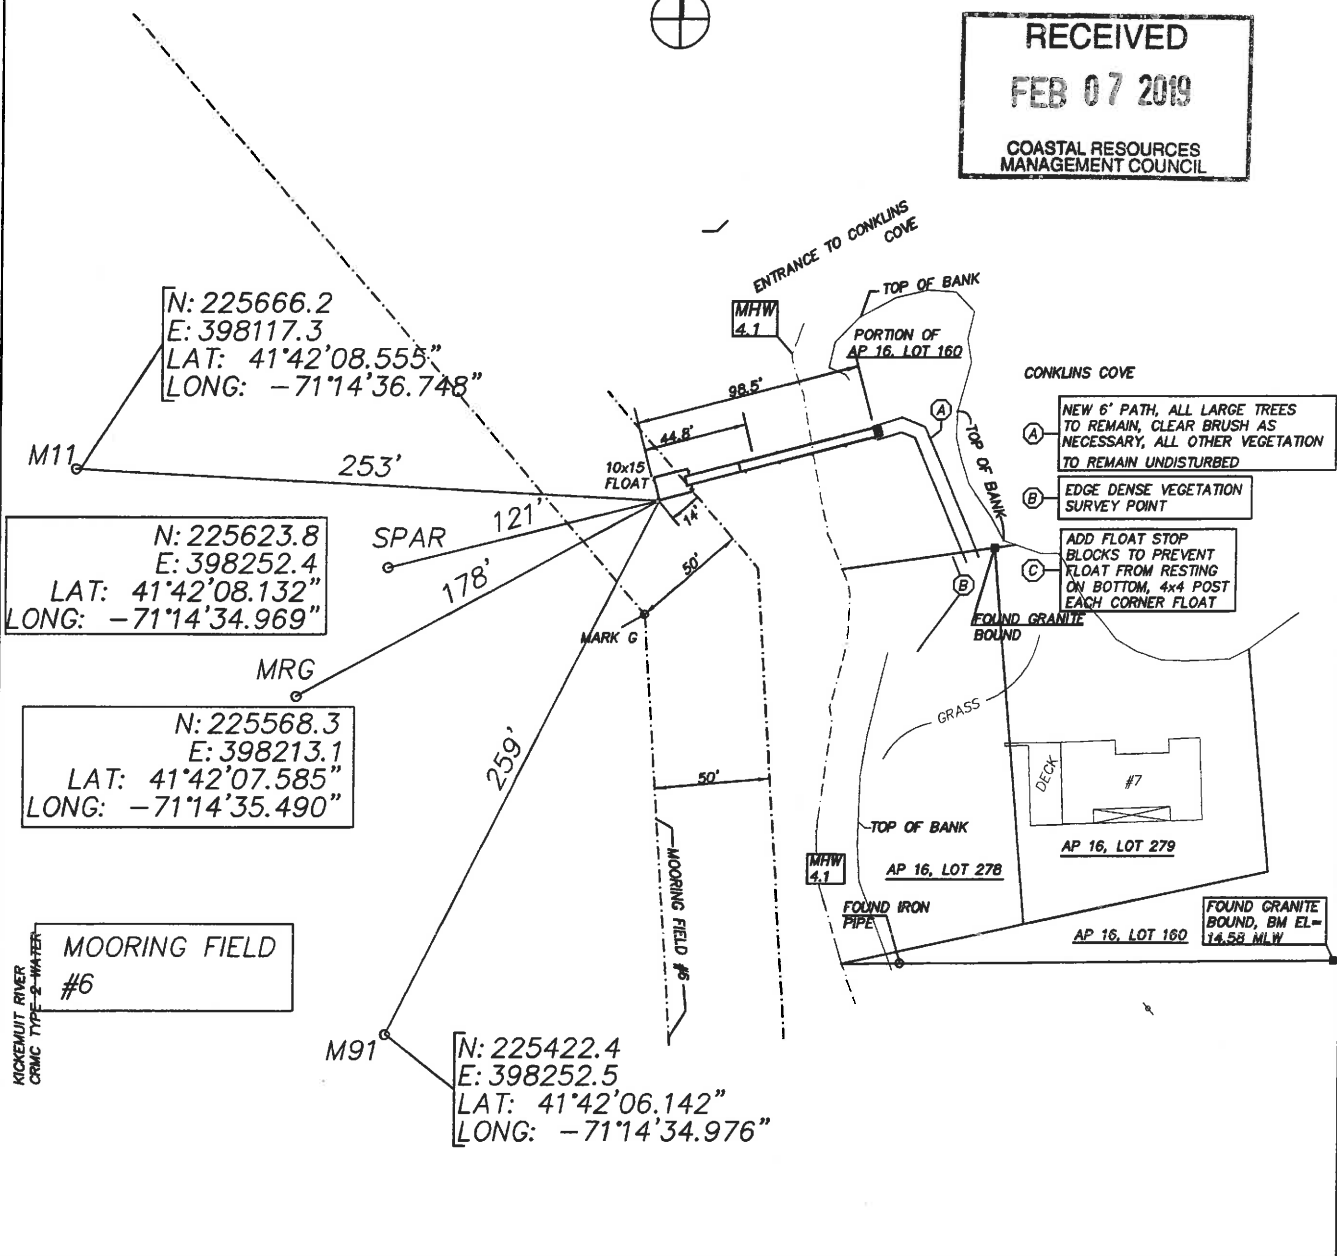 RECEIVED
FEB 07 2019
COASTAL RESOURCES
MANAGEMENT COUNCIL
ENTRANCE TO CONKLINS
COVE
TOP OF BANK
MHW
4.1
PORTION OF
AP 16, LOT 160
N: 225666.2
E: 398117.3
LAT: 41°42'08.555"
LONG: -71°14'36.748"
98.5'
44.8'
CONKLINS COVE
A
A
NEW 6' PATH, ALL LARGE TREES
TO REMAIN, CLEAR BRUSH AS
NECESSARY, ALL OTHER VEGETATION
TO REMAIN UNDISTURBED
TOP OF BANK
M11
253'
10x15
FLOAT
14'
B
EDGE DENSE VEGETATION
SURVEY POINT
C
ADD FLOAT STOP
BLOCKS TO PREVENT
FLOAT FROM RESTING
ON BOTTOM, 4x4 POST
EACH CORNER FLOAT
SPAR
121'
N: 225623.8
E: 398252.4
LAT: 41°42'08.132"
LONG: -71°14'34.969"
178'
50'
B
FOUND GRANITE
BOUND
MARK G
MRG
N: 225568.3
E: 398213.1
LAT: 41°42'07.585"
LONG: -71°14'35.490"
259'
GRASS
50'
DECK
#7
TOP OF BANK
AP 16, LOT 279
MHW
4.1
AP 16, LOT 278
MOORING FIELD #6
FOUND IRON
PIPE
AP 16, LOT 160
FOUND GRANITE
BOUND, BM EL=
14.58 MLW
MOORING FIELD
#6
KICKEMUIT RIVER
CRMC TYPE 2 WATER
M91
N: 225422.4
E: 398252.5
LAT: 41°42'06.142"
LONG: -71°14'34.976"